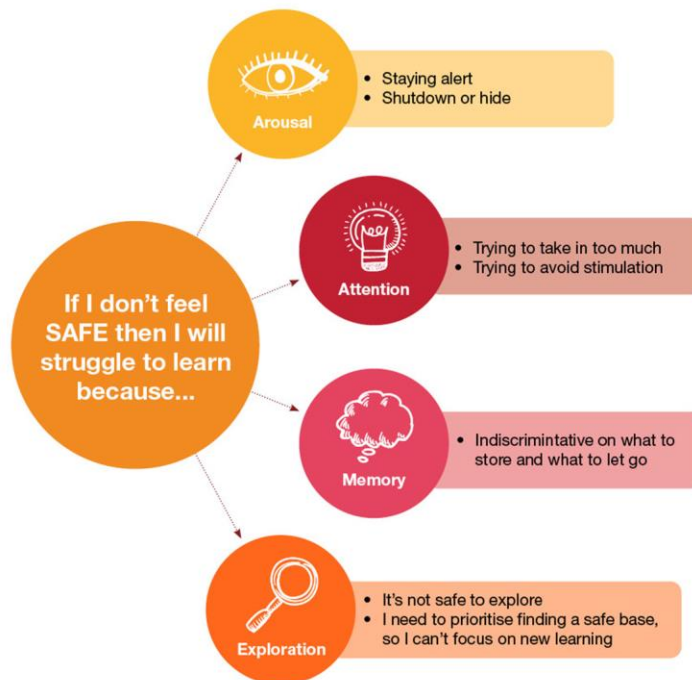 • Staying alert
• Shutdown or hide
Arousal
• Trying to take in too much
• Trying to avoid stimulation
Attention
If I don’t feel
SAFE then I will
struggle to learn
because...
• Indiscrimintative on what to
store and what to let go
Memory
• It’s not safe to explore
• I need to prioritise finding a safe base,
so I can’t focus on new learning
Exploration